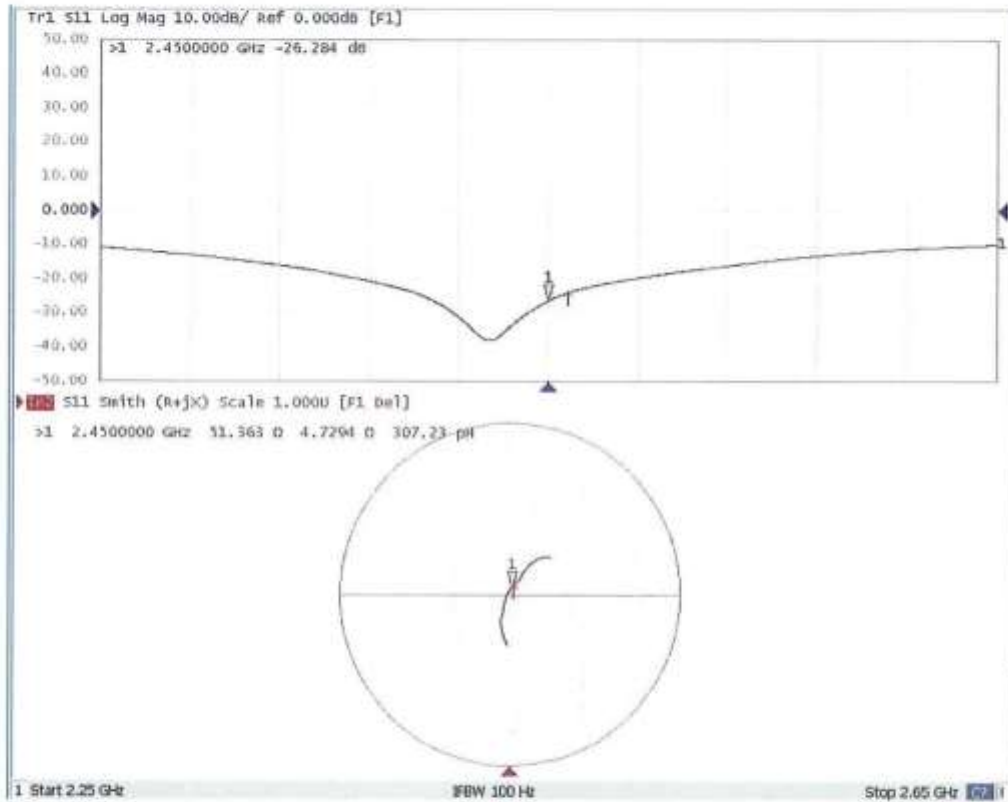 Tr1 S11 Log Mag 10.00dB/ Ref 0.000dB [F1]
50.00
>1 2.4500000 GHz -26.284 dB
40.00
30.00
20.00
10.00
0.000
-10.00
1
-20.00
1
-30.00
-40.00
-50.00
Tr2 S11 Smith (R+jX) Scale 1.000U [F1 Del]
>1 2.4500000 GHz 51.363 Ω 4.7294 Ω 307.23 pH
1
1 Start 2.25 GHz IFBW 100 Hz Stop 2.65 GHz